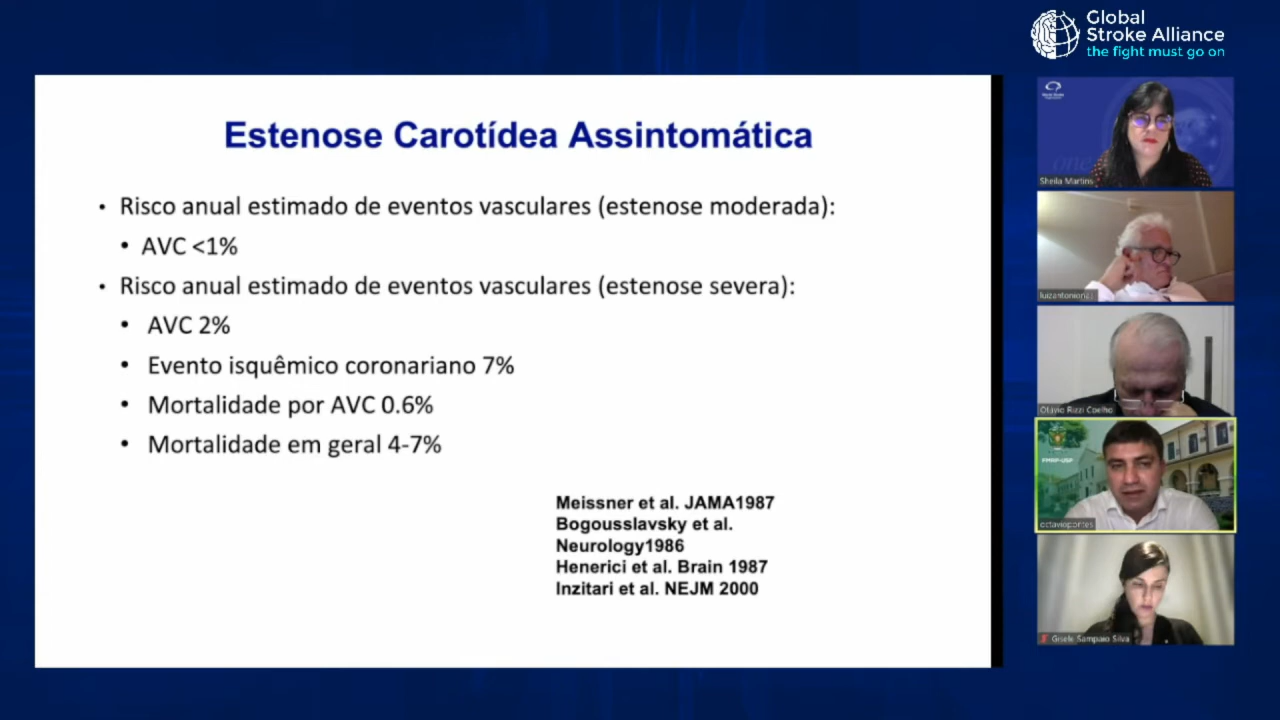 Global
Stroke Alliance
the fight must go on
Estenose Carotídea Assintomática
• Risco anual estimado de eventos vasculares (estenose moderada):
• AVC <1%
• Risco anual estimado de eventos vasculares (estenose severa):
• AVC 2%
• Evento isquêmico coronariano 7%
• Mortalidade por AVC 0.6%
• Mortalidade em geral 4-7%
Meissner et al. JAMA1987
Bogousslavsky et al.
Neurology1986
Henerici et al. Brain 1987
Inzitari et al. NEJM 2000
Sheila Martins
Otávio Rizzi Coelho
FMRP-USP
octaviopontes
Gisele Sampaio Silva